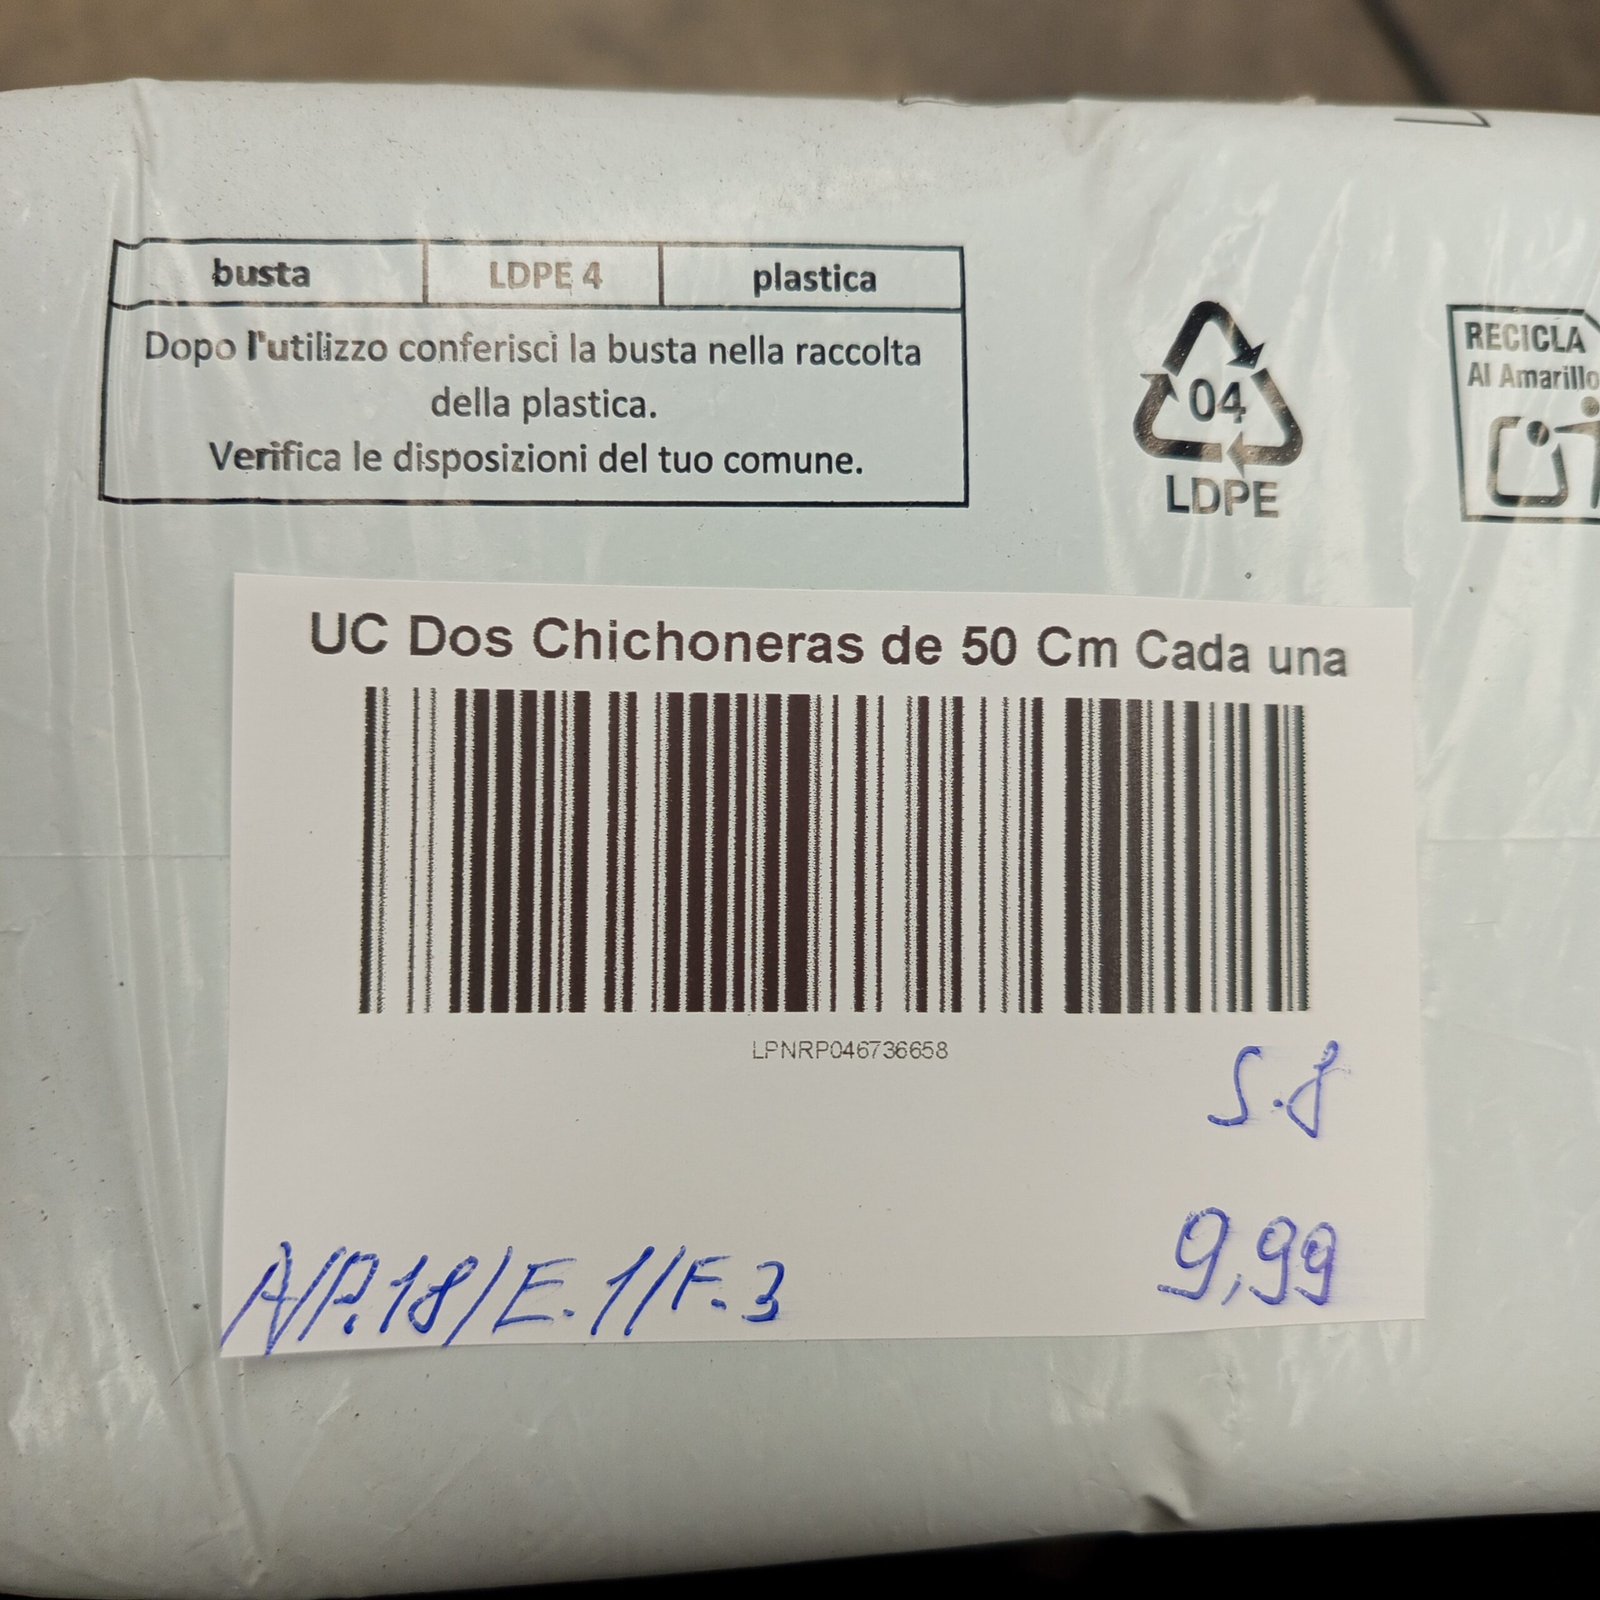 busta LDPE 4 plastica
Dopo l'utilizzo conferisci la busta nella raccolta
della plastica.
Verifica le disposizioni del tuo comune.
04
LDPE
RECICLA
Al Amarillo
UC Dos Chichoneras de 50 Cm Cada una
LPNRP046736658
S.8
9,99
A/P.18/E.1/F.3